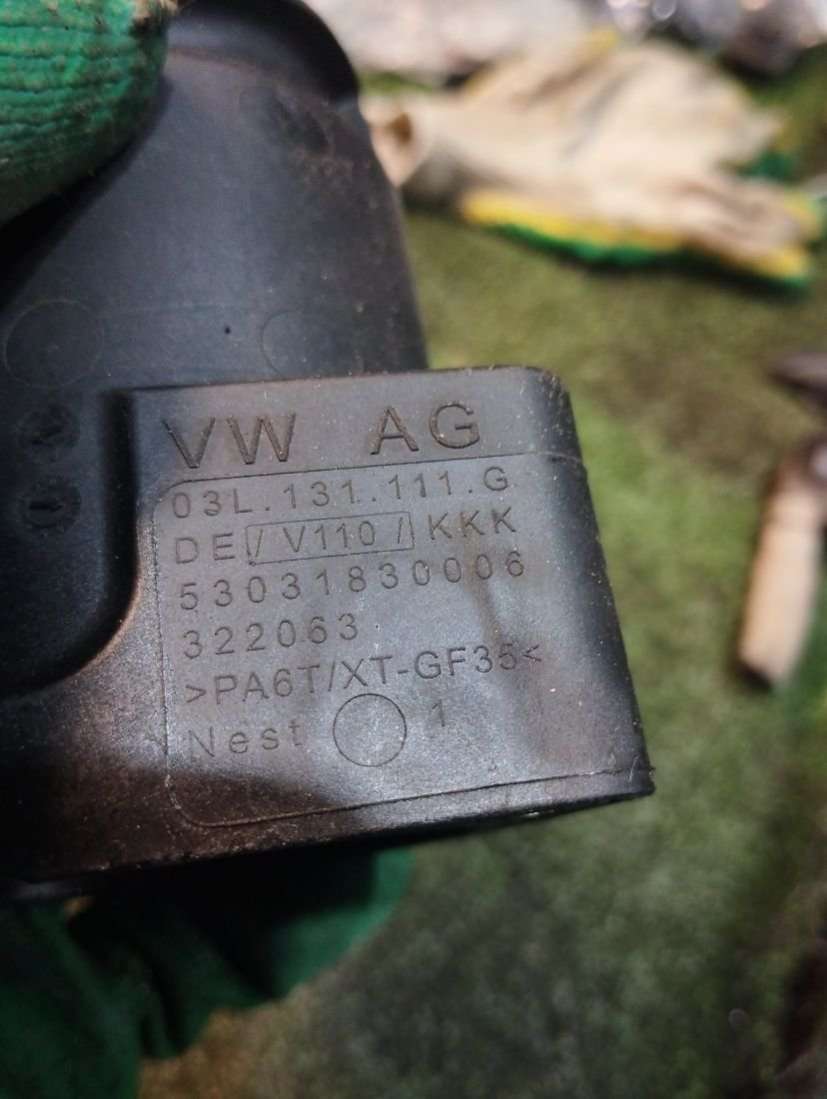 VW AG
03L.131.111.G
DE / V110 / KKK
53031830006
322063
>PA6T/XT-GF35<
Nest 1